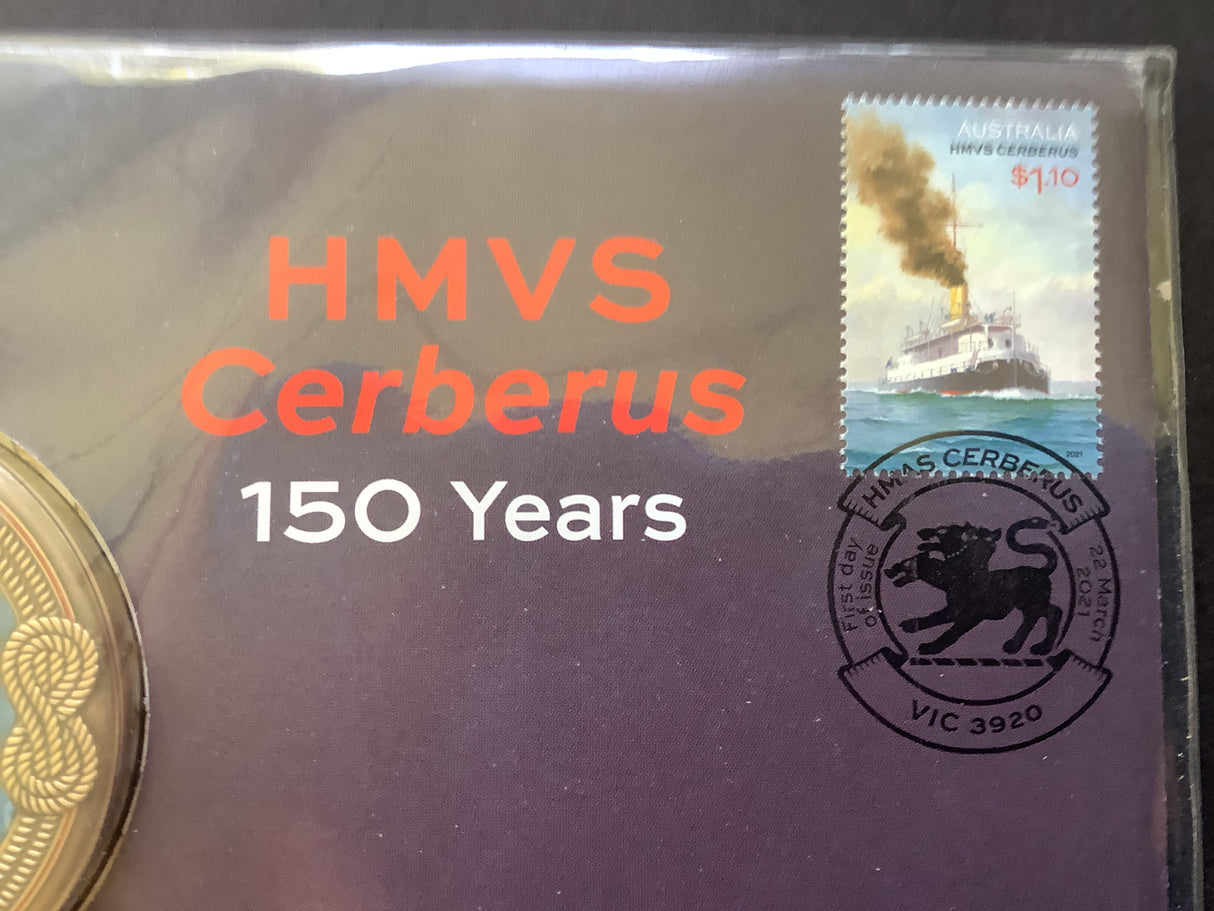 HMVS
Cerberus
150 Years
AUSTRALIA
HMVS CERBERUS
$1.10
2021
HMAS CERBERUS
First day
of issue
22 March
2021
VIC 3920